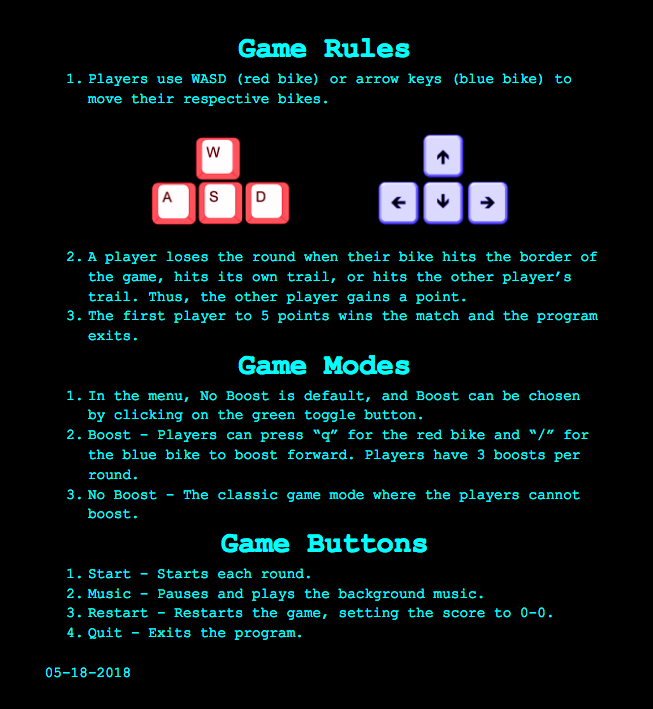 Game Rules
1. Players use WASD (red bike) or arrow keys (blue bike) to
move their respective bikes.
W
A S D
↑
← ↓ →
2. A player loses the round when their bike hits the border of
the game, hits its own trail, or hits the other player’s
trail. Thus, the other player gains a point.
3. The first player to 5 points wins the match and the program
exits.
Game Modes
1. In the menu, No Boost is default, and Boost can be chosen
by clicking on the green toggle button.
2. Boost – Players can press “q” for the red bike and “/” for
the blue bike to boost forward. Players have 3 boosts per
round.
3. No Boost – The classic game mode where the players cannot
boost.
Game Buttons
1. Start – Starts each round.
2. Music – Pauses and plays the background music.
3. Restart – Restarts the game, setting the score to 0-0.
4. Quit – Exits the program.
05-18-2018